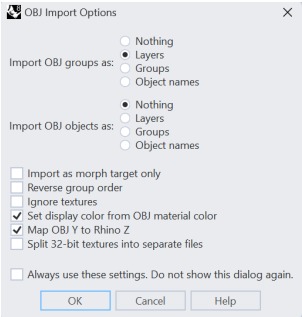 OBJ Import Options
Nothing
Import OBJ groups as: Layers
Groups
Object names
Nothing
Import OBJ objects as: Layers
Groups
Object names
Import as morph target only
Reverse group order
Ignore textures
Set display color from OBJ material color
Map OBJ Y to Rhino Z
Split 32-bit textures into separate files
Always use these settings. Do not show this dialog again.
OK Cancel Help